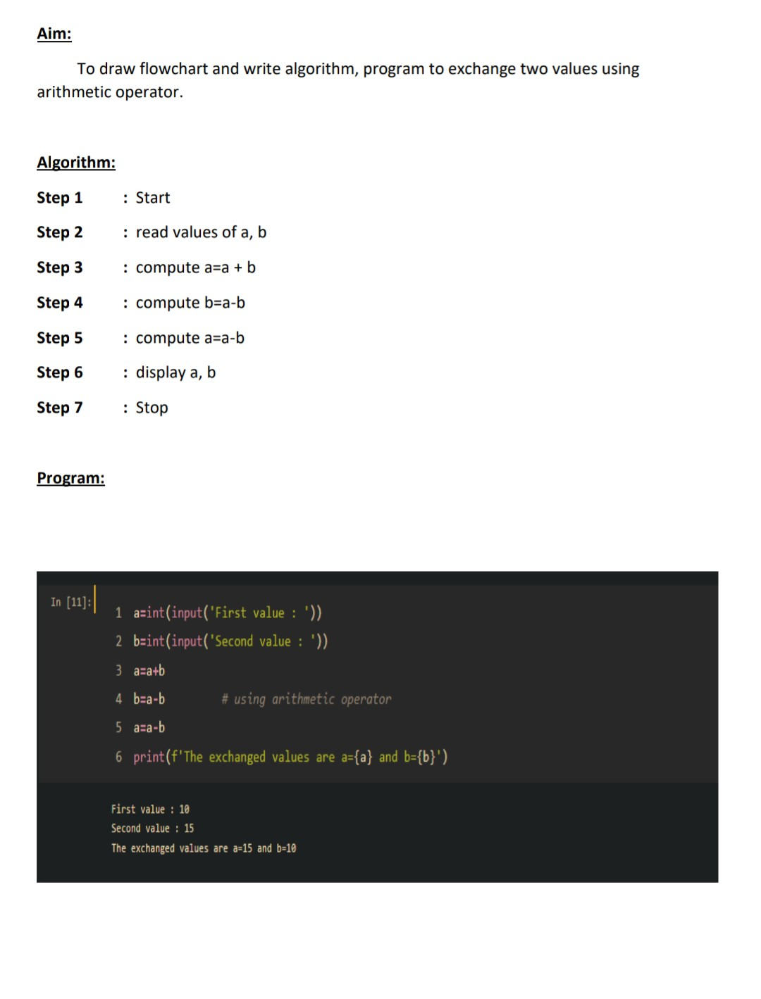 Aim:
To draw flowchart and write algorithm, program to exchange two values using
arithmetic operator.
Algorithm:
Step 1 : Start
Step 2 : read values of a, b
Step 3 : compute a=a + b
Step 4 : compute b=a-b
Step 5 : compute a=a-b
Step 6 : display a, b
Step 7 : Stop
Program:
In [11]:
1 a=int(input('First value : '))
2 b=int(input('Second value : '))
3 a=a+b
4 b=a-b # using arithmetic operator
5 a=a-b
6 print(f'The exchanged values are a={a} and b={b}')
First value : 10
Second value : 15
The exchanged values are a=15 and b=10